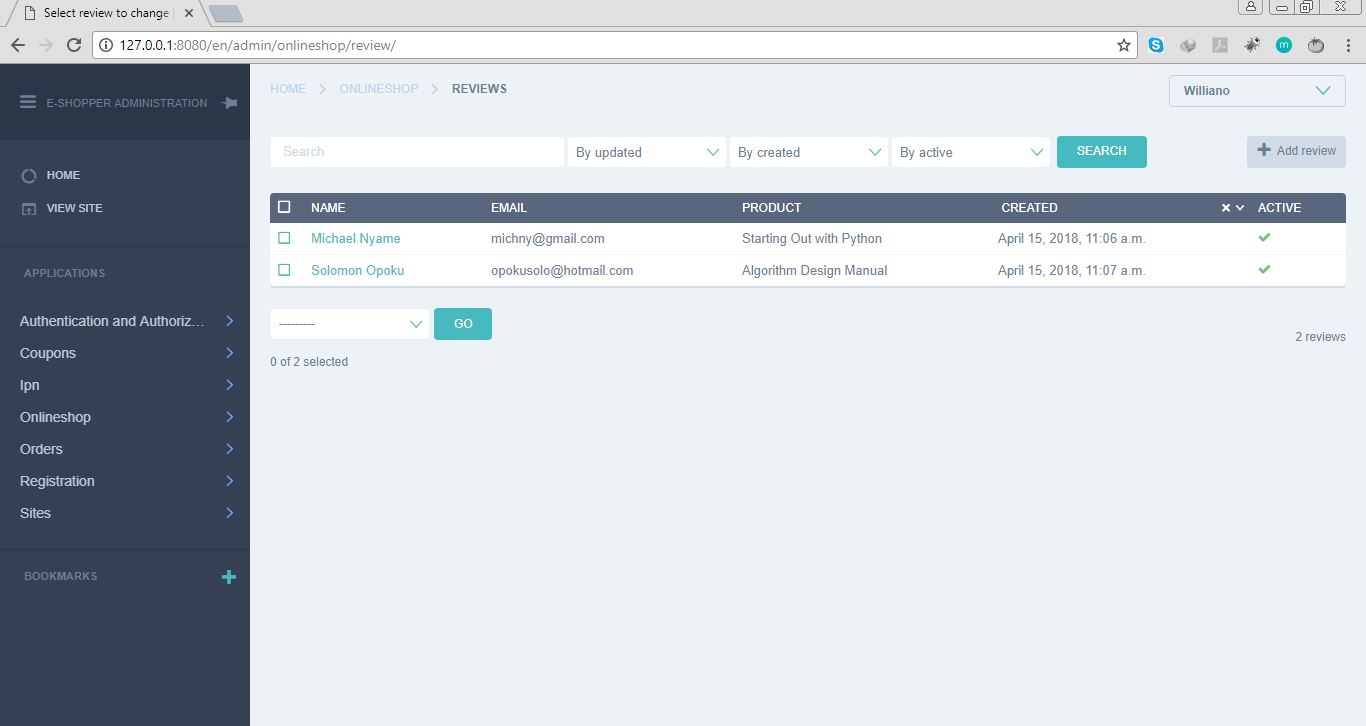 Select review to change |
127.0.0.1:8080/en/admin/onlineshop/review/
E-SHOPPER ADMINISTRATION
HOME
VIEW SITE
APPLICATIONS
Authentication and Authoriz...
Coupons
Ipn
Onlineshop
Orders
Registration
Sites
BOOKMARKS
HOME > ONLINESHOP > REVIEWS
Williano
Search By updated By created By active SEARCH Add review
NAME EMAIL PRODUCT CREATED ACTIVE
Michael Nyame michny@gmail.com Starting Out with Python April 15, 2018, 11:06 a.m.
Solomon Opoku opokusolo@hotmail.com Algorithm Design Manual April 15, 2018, 11:07 a.m.
--------- GO
2 reviews
0 of 2 selected